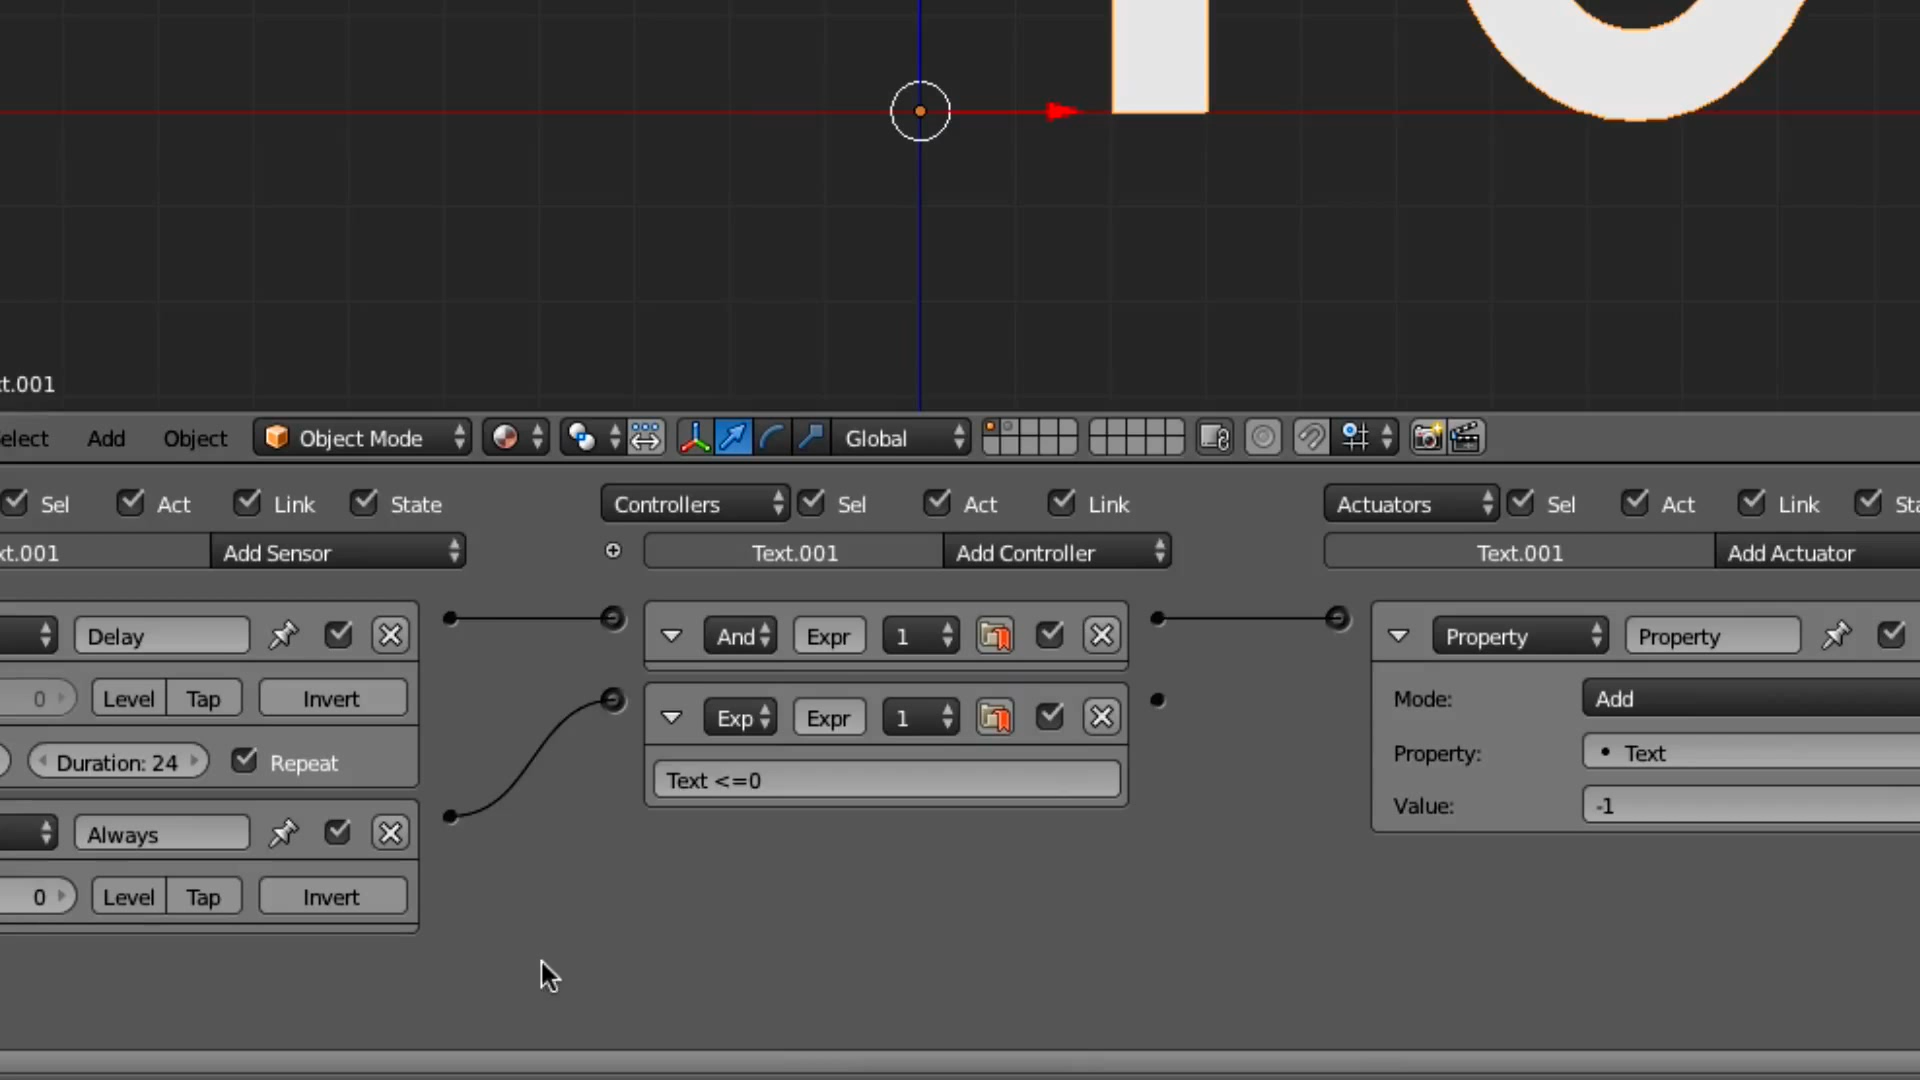 t.001
elect Add Object Object Mode Global
Sel Act Link State Controllers Sel Act Link Actuators Sel Act Link Sta
xt.001 Add Sensor Text.001 Add Controller Text.001 Add Actuator
Delay And Expr 1 Property Property
0 Level Tap Invert Exp Expr 1 Mode: Add
Duration: 24 Repeat Text <=0 Property: Text
Always Value: -1
0 Level Tap Invert